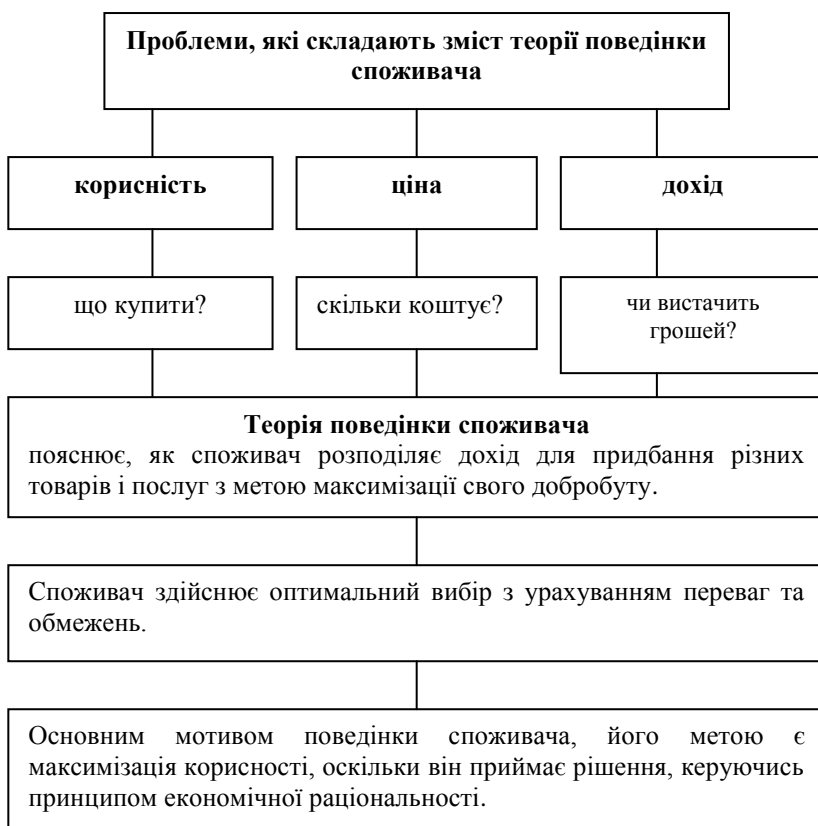 Проблеми, які складають зміст теорії поведінки
споживача
корисність
ціна
дохід
що купити?
скільки коштує?
чи вистачить
грошей?
Теорія поведінки споживача
пояснює, як споживач розподіляє дохід для придбання різних
товарів і послуг з метою максимізації свого добробуту.
Споживач здійснює оптимальний вибір з урахуванням переваг та
обмежень.
Основним мотивом поведінки споживача, його метою є
максимізація корисності, оскільки він приймає рішення, керуючись
принципом економічної раціональності.